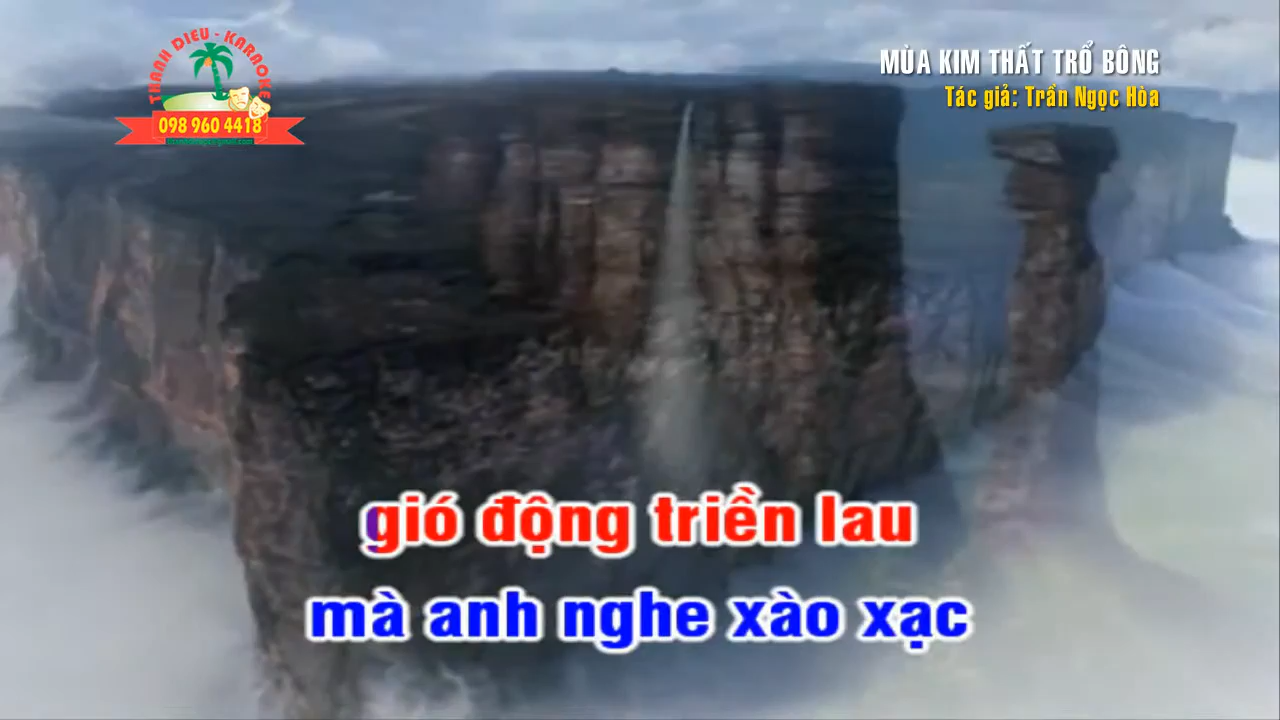 THANH DIEU - KARAOKE
098 960 4418
MÙA KIM THẤT TRỔ BÔNG
Tác giả: Trần Ngọc Hòa
gió động triền lau
mà anh nghe xào xạc